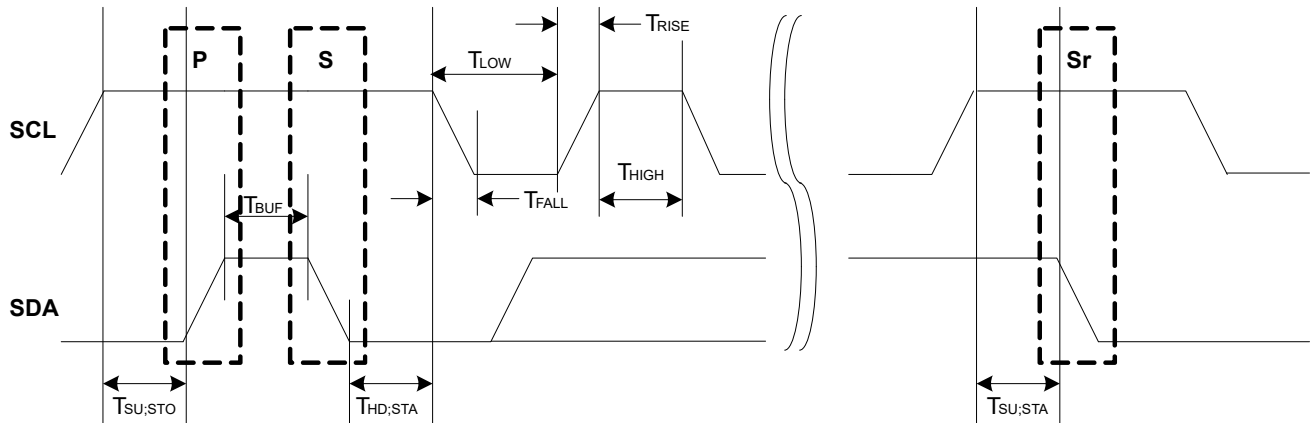 TRISE
P
S
TLOW
Sr
SCL
THIGH
TFALL
TBUF
SDA
TSU;STO
THD;STA
TSU;STA